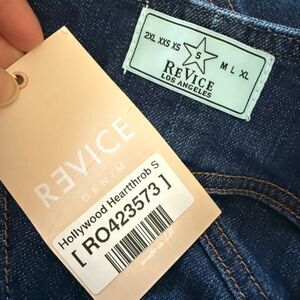 2XL XXS XS S M L XL
REVICE
LOS ANGELES
REVICE
DENIM
Hollywood Heartthrob S
[ RO423573 ]